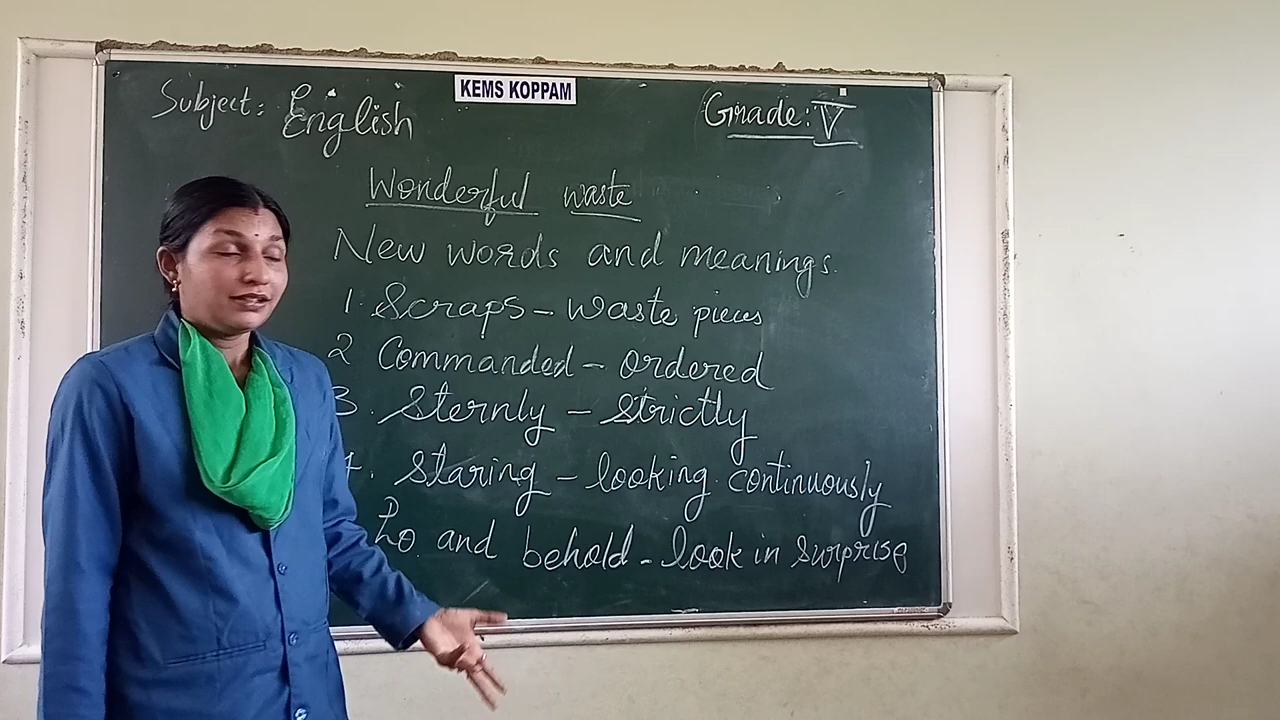 KEMS KOPPAM
Subject: English
Grade: V
Wonderful waste
New words and meanings.
1. Scraps - waste pieces
2 Commanded - ordered
3. Sternly - Strictly
4. Staring - looking continuously
Lo and behold - look in surprise